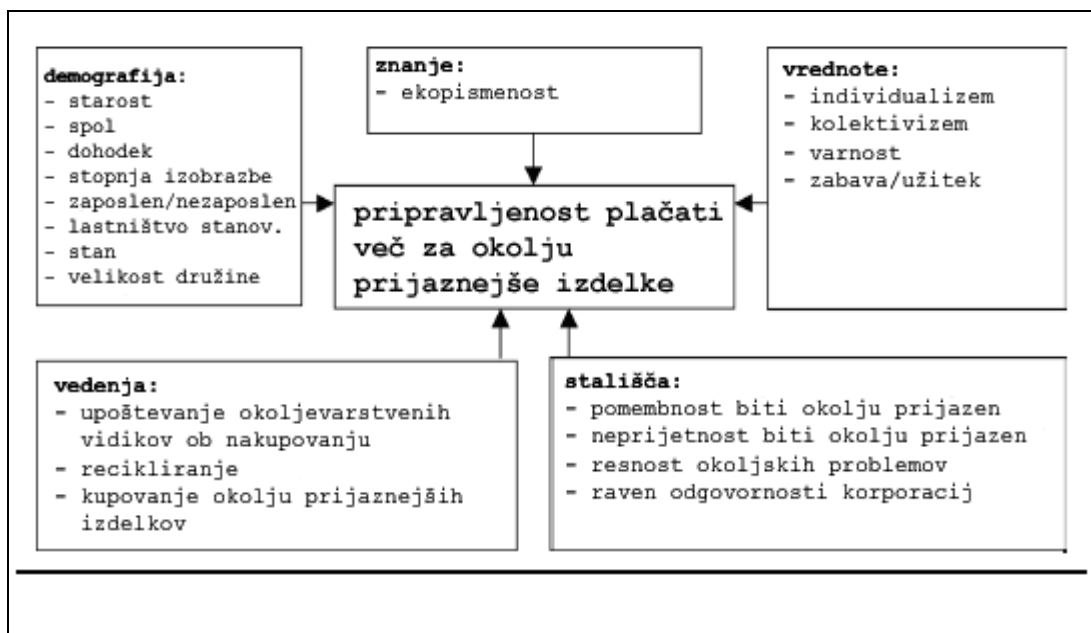 demografija:
- starost
- spol
- dohodek
- stopnja izobrazbe
- zaposlen/nezaposlen
- lastništvo stanov.
- stan
- velikost družine
znanje:
- ekopismenost
vrednote:
- individualizem
- kolektivizem
- varnost
- zabava/užitek
pripravljenost plačati
več za okolju
prijaznejše izdelke
vedenja:
- upoštevanje okoljevarstvenih
vidikov ob nakupovanju
- recikliranje
- kupovanje okolju prijaznejših
izdelkov
stališča:
- pomembnost biti okolju prijazen
- neprijetnost biti okolju prijazen
- resnost okoljskih problemov
- raven odgovornosti korporacij